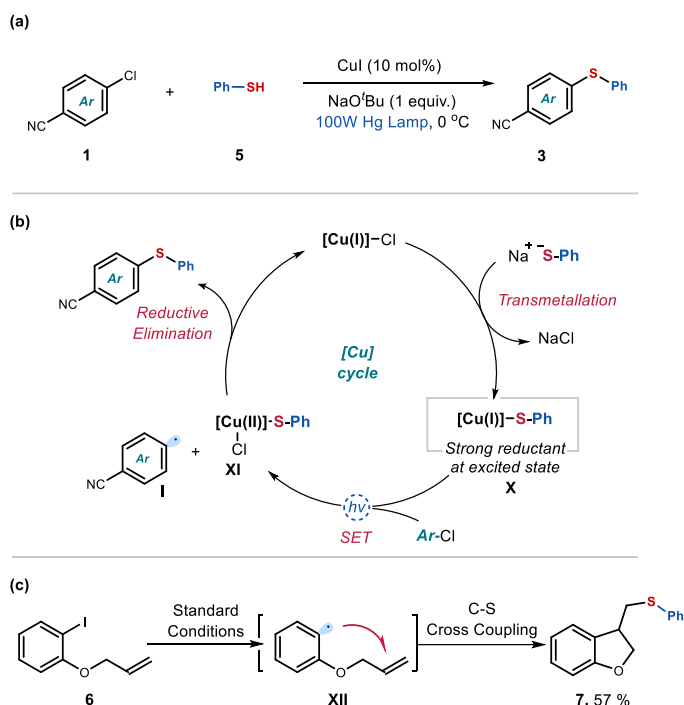 (a)
Cl
Ar
NC
1
+
Ph
SH
5
CuI (10 mol%)
NaOᵗBu (1 equiv.)
100W Hg Lamp, 0 ºC
S
Ph
Ar
NC
3
(b)
[Cu(I)]–Cl
S
Ph
Ar
NC
Reductive
Elimination
Na⁺ ⁻S-Ph
Transmetallation
NaCl
[Cu]
cycle
Ar
NC
I
+
[Cu(II)]-S-Ph
Cl
XI
[Cu(I)]–S-Ph
Strong reductant
at excited state
X
hv
SET
Ar-Cl
(c)
I
O
6
Standard
Conditions
O
XII
C-S
Cross Coupling
S
Ph
O
7, 57 %